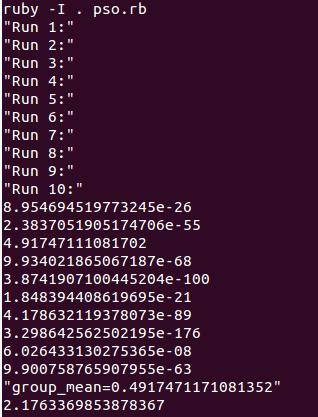 ruby -I . pso.rb
"Run 1:"
"Run 2:"
"Run 3:"
"Run 4:"
"Run 5:"
"Run 6:"
"Run 7:"
"Run 8:"
"Run 9:"
"Run 10:"
8.954694519773245e-26
2.3837051905174706e-55
4.91747111081702
9.934021865067187e-68
3.8741907100445204e-100
1.848394408619695e-21
4.178632119378073e-89
3.298642562502195e-176
6.026433130275365e-08
9.900758765907955e-63
"group_mean=0.4917471171081352"
2.1763369853878367